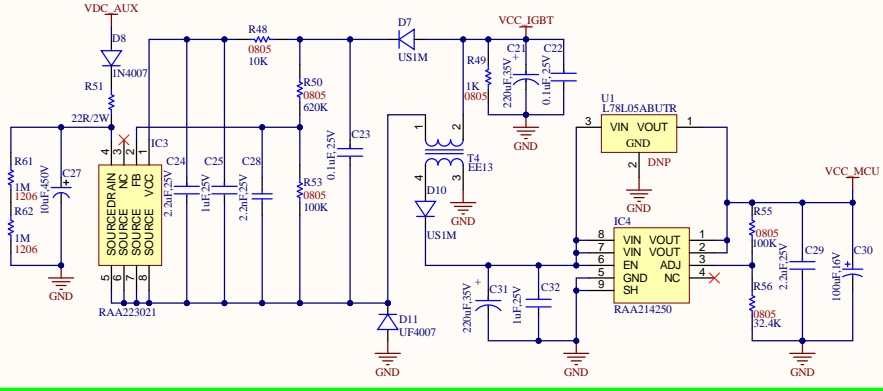 VDC_AUX
D8
1N4007
R51
22R/2W
R61
1M
1206
R62
1M
1206
C27
10uF,450V
GND
4
3
2
1
IC3
DRAIN
NC
FB
VCC
SOURCE
SOURCE
SOURCE
SOURCE
5
6
7
8
RAA223021
C24
2.2uF,25V
C25
1uF,25V
C28
2.2nF,25V
R48
0805
10K
R50
0805
620K
R53
0805
100K
C23
0.1uF,25V
D7
US1M
D11
UF4007
GND
VCC_IGBT
R49
1K
0805
C21
220uF,35V
C22
0.1uF,25V
GND
1
2
4
3
T4
EE13
GND
D10
US1M
C31
220uF,35V
C32
1uF,25V
GND
U1
L78L05ABUTR
3
VIN VOUT
1
GND
2
DNP
GND
IC4
8
VIN VOUT
1
7
VIN VOUT
2
6
EN
ADJ
3
5
GND
NC
4
9
SH
RAA214250
VCC_MCU
R55
0805
100K
R56
0805
32.4K
C29
2.2uF,25V
C30
100uF,16V
GND